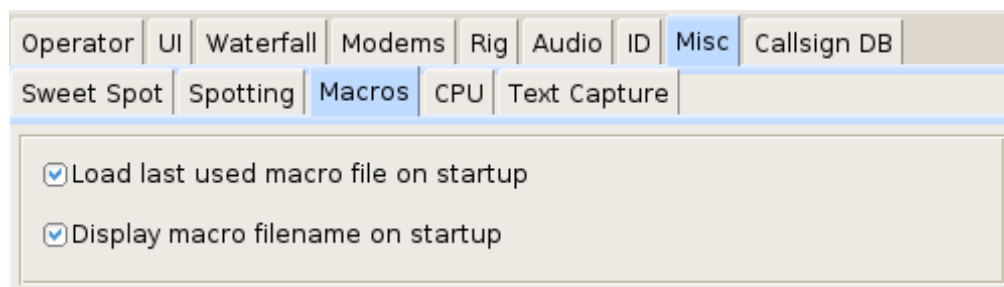 Operator UI Waterfall Modems Rig Audio ID Misc Callsign DB
Sweet Spot Spotting Macros CPU Text Capture
Load last used macro file on startup
Display macro filename on startup